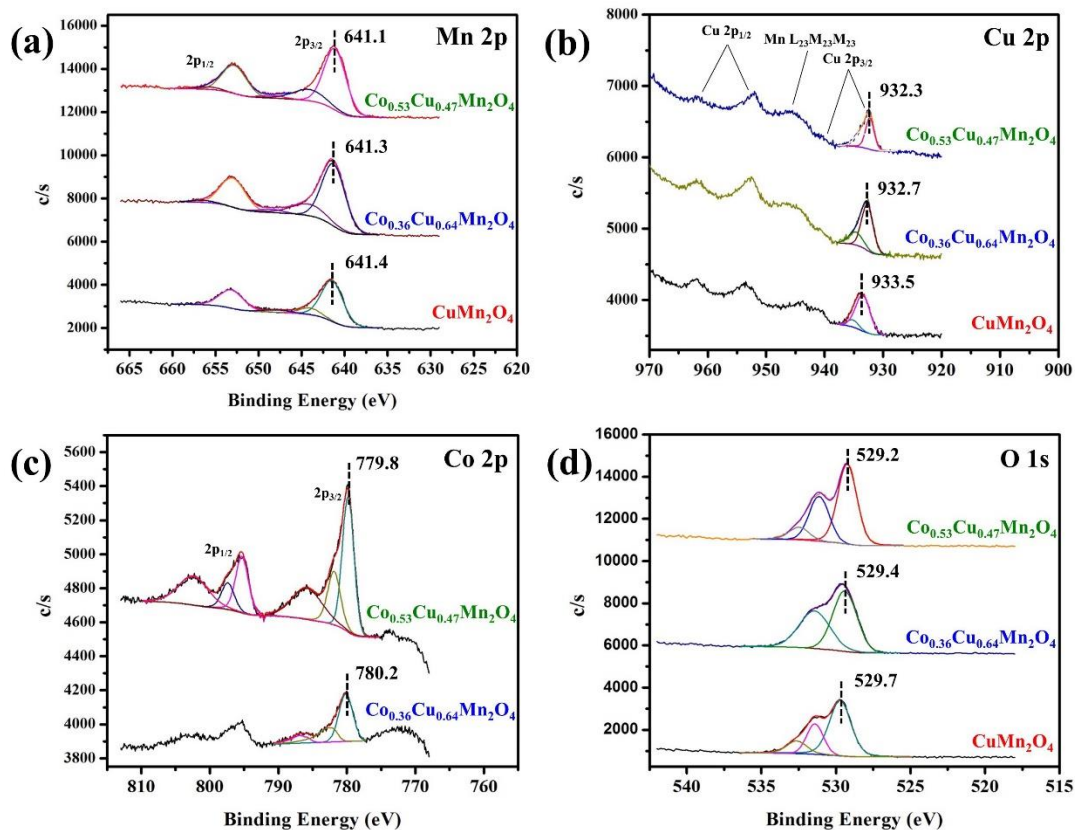 (a)
Mn 2p
16000
14000
12000
10000
8000
6000
4000
2000
c/s
2p1/2
2p3/2
641.1
Co0.53Cu0.47Mn2O4
641.3
Co0.36Cu0.64Mn2O4
641.4
CuMn2O4
665 660 655 650 645 640 635 630 625 620
Binding Energy (eV)
(b)
Cu 2p
8000
7000
6000
5000
4000
c/s
Cu 2p1/2
Mn L23M23M23
Cu 2p3/2
932.3
Co0.53Cu0.47Mn2O4
932.7
Co0.36Cu0.64Mn2O4
933.5
CuMn2O4
970 960 950 940 930 920 910 900
Binding Energy (eV)
(c)
Co 2p
5600
5400
5200
5000
4800
4600
4400
4200
4000
3800
c/s
2p1/2
2p3/2
779.8
Co0.53Cu0.47Mn2O4
780.2
Co0.36Cu0.64Mn2O4
810 800 790 780 770 760
Binding Energy (eV)
(d)
O 1s
16000
14000
12000
10000
8000
6000
4000
2000
0
c/s
529.2
Co0.53Cu0.47Mn2O4
529.4
Co0.36Cu0.64Mn2O4
529.7
CuMn2O4
540 535 530 525 520 515
Binding Energy (eV)